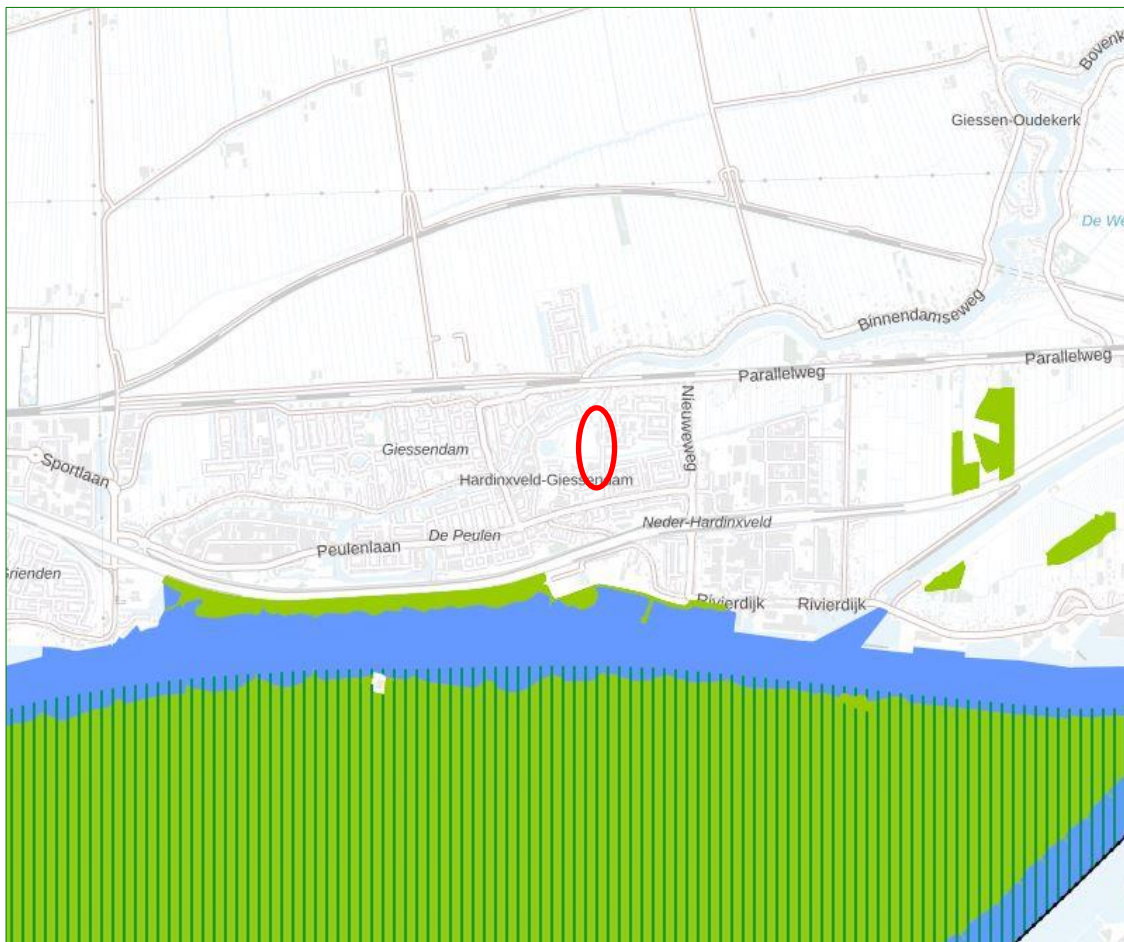 Bovenk
Giessen-Oudekerk
De We
Binnendamseweg
Parallelweg
Parallelweg
Nieuweweg
Giessendam
Sportlaan
Hardinxveld-Giessendam
Neder-Hardinxveld
De Peulen
Peulenlaan
Grienden
Rivierdijk
Rivierdijk